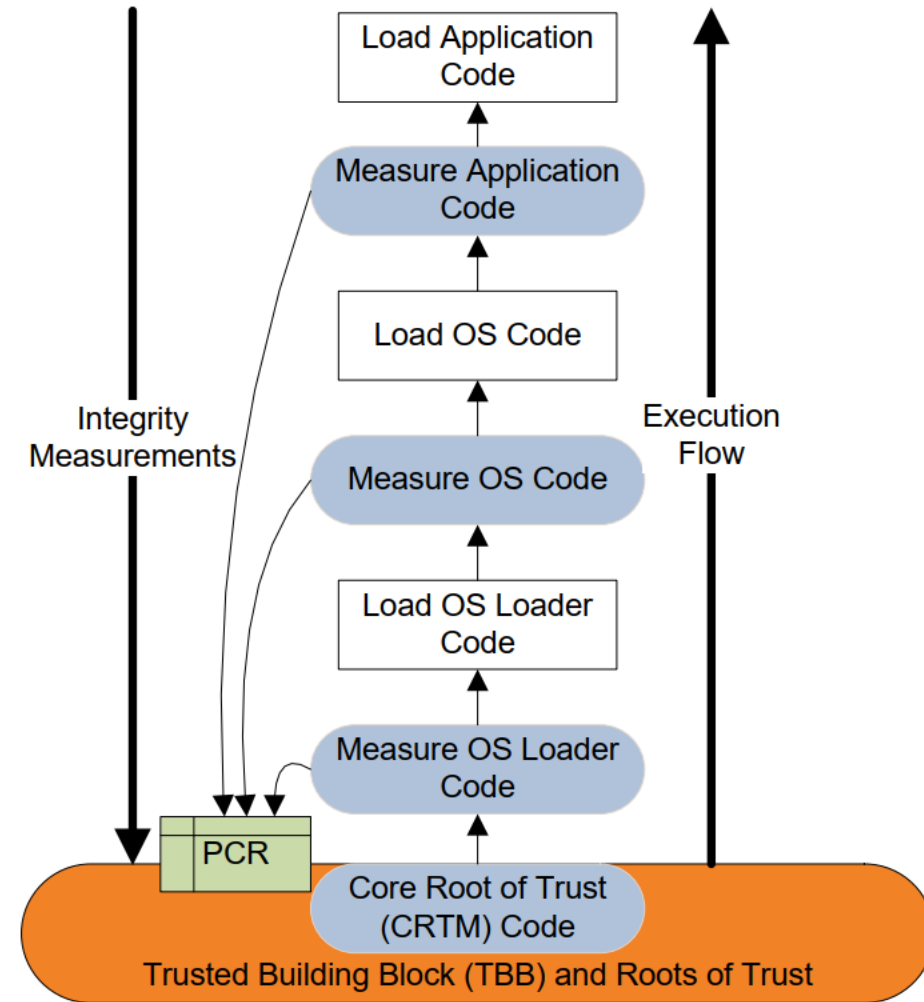 Load Application
Code
Measure Application
Code
Load OS Code
Integrity
Measurements
Execution
Flow
Measure OS Code
Load OS Loader
Code
Measure OS Loader
Code
PCR
Core Root of Trust
(CRTM) Code
Trusted Building Block (TBB) and Roots of Trust